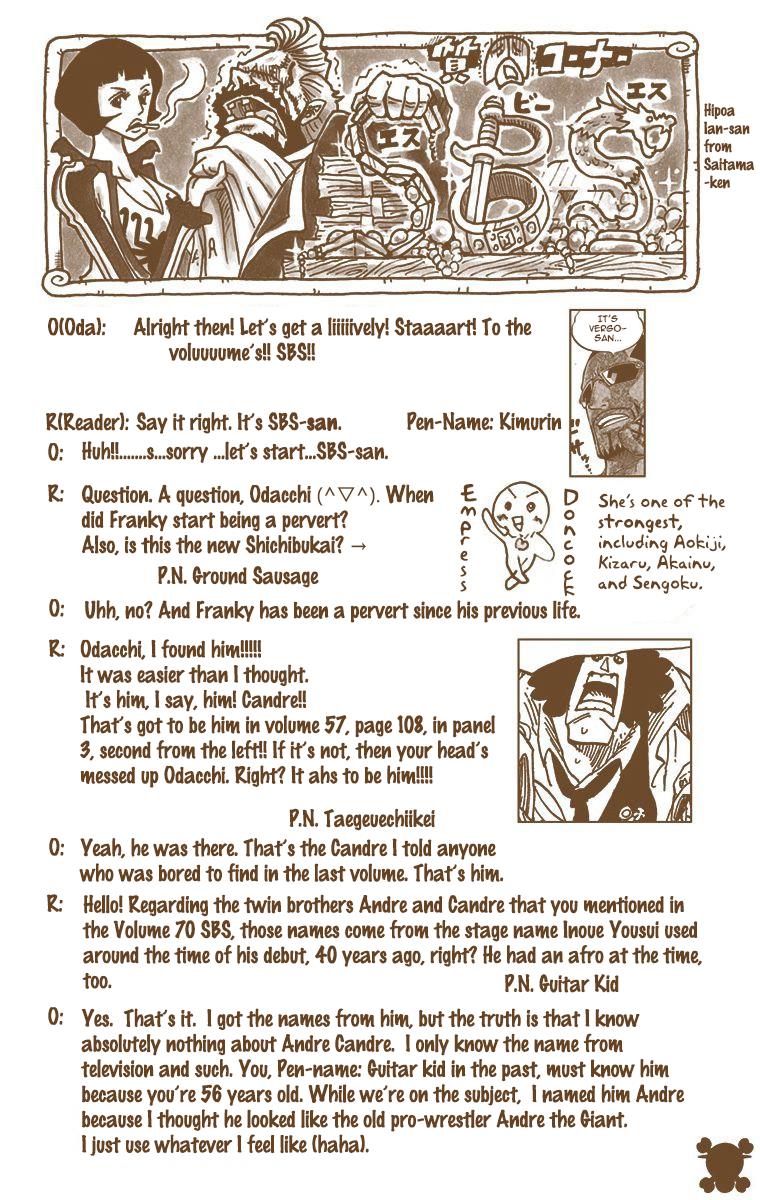 質問コーナー
エス
ビー
エス
SBS
Hipoa
Ian-san
from
Saitama
-ken
O(Oda): Alright then! Let's get a liiiiively! Staaaart! To the
voluuuume's!! SBS!!
IT'S
VERGO-
SAN...
R(Reader): Say it right. It's SBS-san. Pen-Name: Kimurin
O: Huh!!.......s...sorry ...let's start...SBS-san.
R: Question. A question, Odacchi (^▽^). When
did Franky start being a pervert?
Also, is this the new Shichibukai? →
P.N. Ground Sausage
Empress
Doncock
She's one of the
strongest,
including Aokiji,
Kizaru, Akainu,
and Sengoku.
O: Uhh, no? And Franky has been a pervert since his previous life.
R: Odacchi, I found him!!!!!
It was easier than I thought.
It's him, I say, him! Candre!!
That's got to be him in volume 57, page 108, in panel
3, second from the left!! If it's not, then your head's
messed up Odacchi. Right? It ahs to be him!!!!
P.N. Taegeuechiikei
O: Yeah, he was there. That's the Candre I told anyone
who was bored to find in the last volume. That's him.
R: Hello! Regarding the twin brothers Andre and Candre that you mentioned in
the Volume 70 SBS, those names come from the stage name Inoue Yousui used
around the time of his debut, 40 years ago, right? He had an afro at the time,
too. P.N. Guitar Kid
O: Yes. That's it. I got the names from him, but the truth is that I know
absolutely nothing about Andre Candre. I only know the name from
television and such. You, Pen-name: Guitar kid in the past, must know him
because you're 56 years old. While we're on the subject, I named him Andre
because I thought he looked like the old pro-wrestler Andre the Giant.
I just use whatever I feel like (haha).